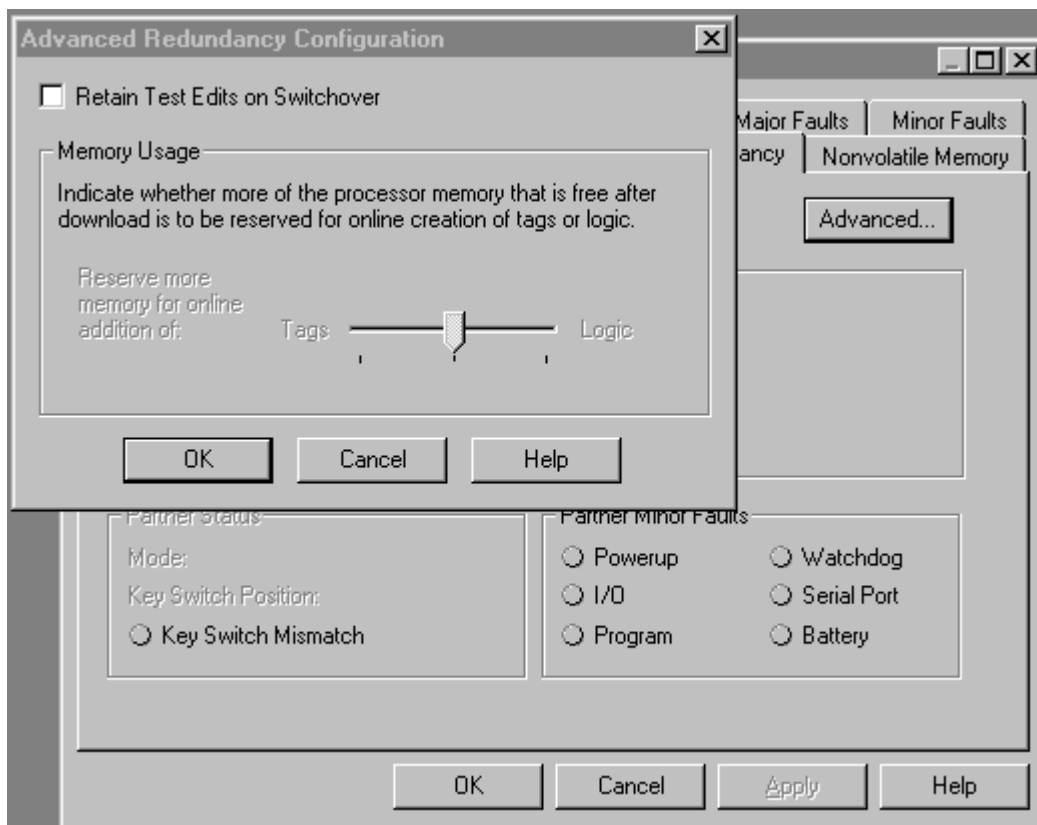 Advanced Redundancy Configuration
Retain Test Edits on Switchover
Memory Usage
Indicate whether more of the processor memory that is free after
download is to be reserved for online creation of tags or logic.
Reserve more
memory for online
addition of:
Tags
Logic
OK Cancel Help
Major Faults Minor Faults
ancy Nonvolatile Memory
Advanced...
Partner Status
Mode:
Key Switch Position:
Key Switch Mismatch
Partner Minor Faults
Powerup Watchdog
I/O Serial Port
Program Battery
OK Cancel Apply Help